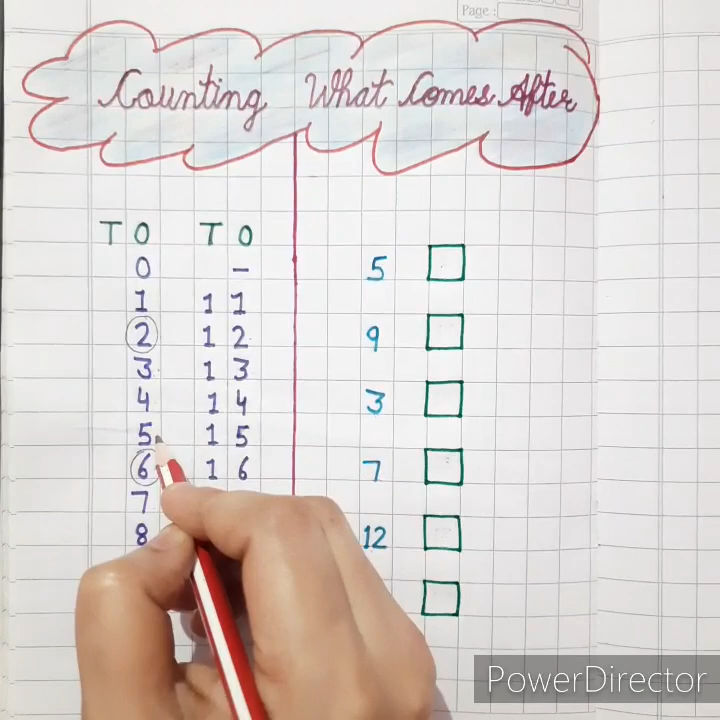 Page :
Counting What Comes After
T O T O
0 – 5
1 1 1
2 1 2 9
3 1 3
4 1 4 3
5 1 5
6 1 6 7
7
8 12
PowerDirector